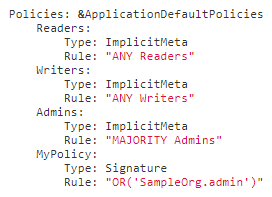 Policies: &ApplicationDefaultPolicies
    Readers:
        Type: ImplicitMeta
        Rule: "ANY Readers"
    Writers:
        Type: ImplicitMeta
        Rule: "ANY Writers"
    Admins:
        Type: ImplicitMeta
        Rule: "MAJORITY Admins"
    MyPolicy:
        Type: Signature
        Rule: "OR('SampleOrg.admin')"